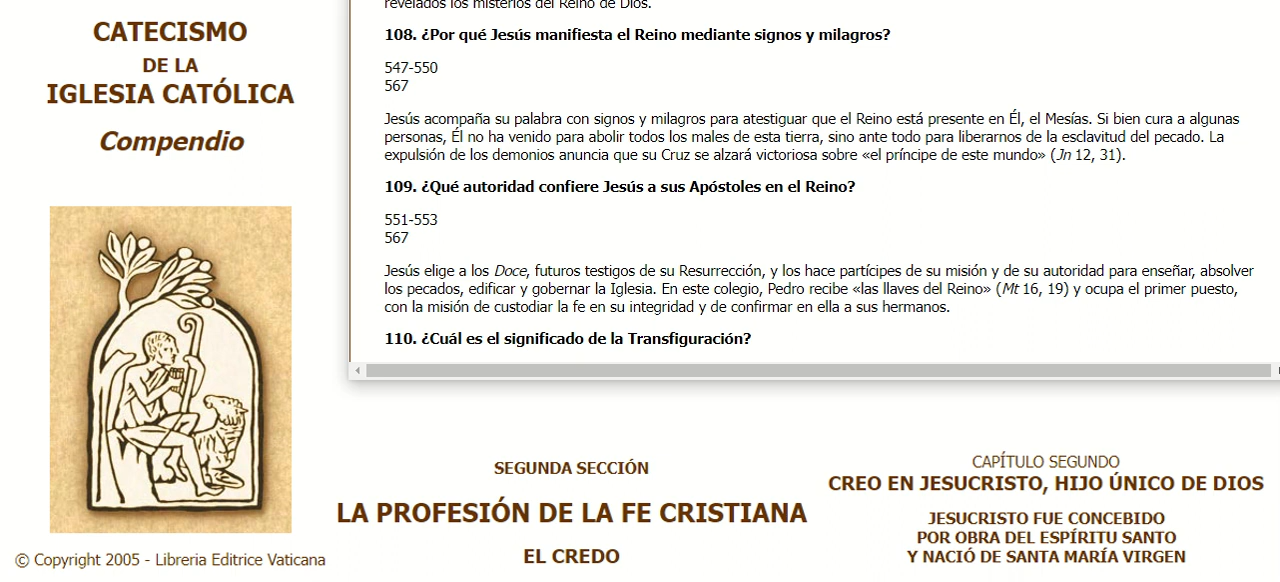 CATECISMO
DE LA
IGLESIA CATÓLICA
Compendio
© Copyright 2005 - Libreria Editrice Vaticana
revelados los misterios del Reino de Dios.
108. ¿Por qué Jesús manifiesta el Reino mediante signos y milagros?
547-550
567
Jesús acompaña su palabra con signos y milagros para atestiguar que el Reino está presente en Él, el Mesías. Si bien cura a algunas
personas, Él no ha venido para abolir todos los males de esta tierra, sino ante todo para liberarnos de la esclavitud del pecado. La
expulsión de los demonios anuncia que su Cruz se alzará victoriosa sobre «el príncipe de este mundo» (Jn 12, 31).
109. ¿Qué autoridad confiere Jesús a sus Apóstoles en el Reino?
551-553
567
Jesús elige a los Doce, futuros testigos de su Resurrección, y los hace partícipes de su misión y de su autoridad para enseñar, absolver
los pecados, edificar y gobernar la Iglesia. En este colegio, Pedro recibe «las llaves del Reino» (Mt 16, 19) y ocupa el primer puesto,
con la misión de custodiar la fe en su integridad y de confirmar en ella a sus hermanos.
110. ¿Cuál es el significado de la Transfiguración?
SEGUNDA SECCIÓN
LA PROFESIÓN DE LA FE CRISTIANA
EL CREDO
CAPÍTULO SEGUNDO
CREO EN JESUCRISTO, HIJO ÚNICO DE DIOS
JESUCRISTO FUE CONCEBIDO
POR OBRA DEL ESPÍRITU SANTO
Y NACIÓ DE SANTA MARÍA VIRGEN